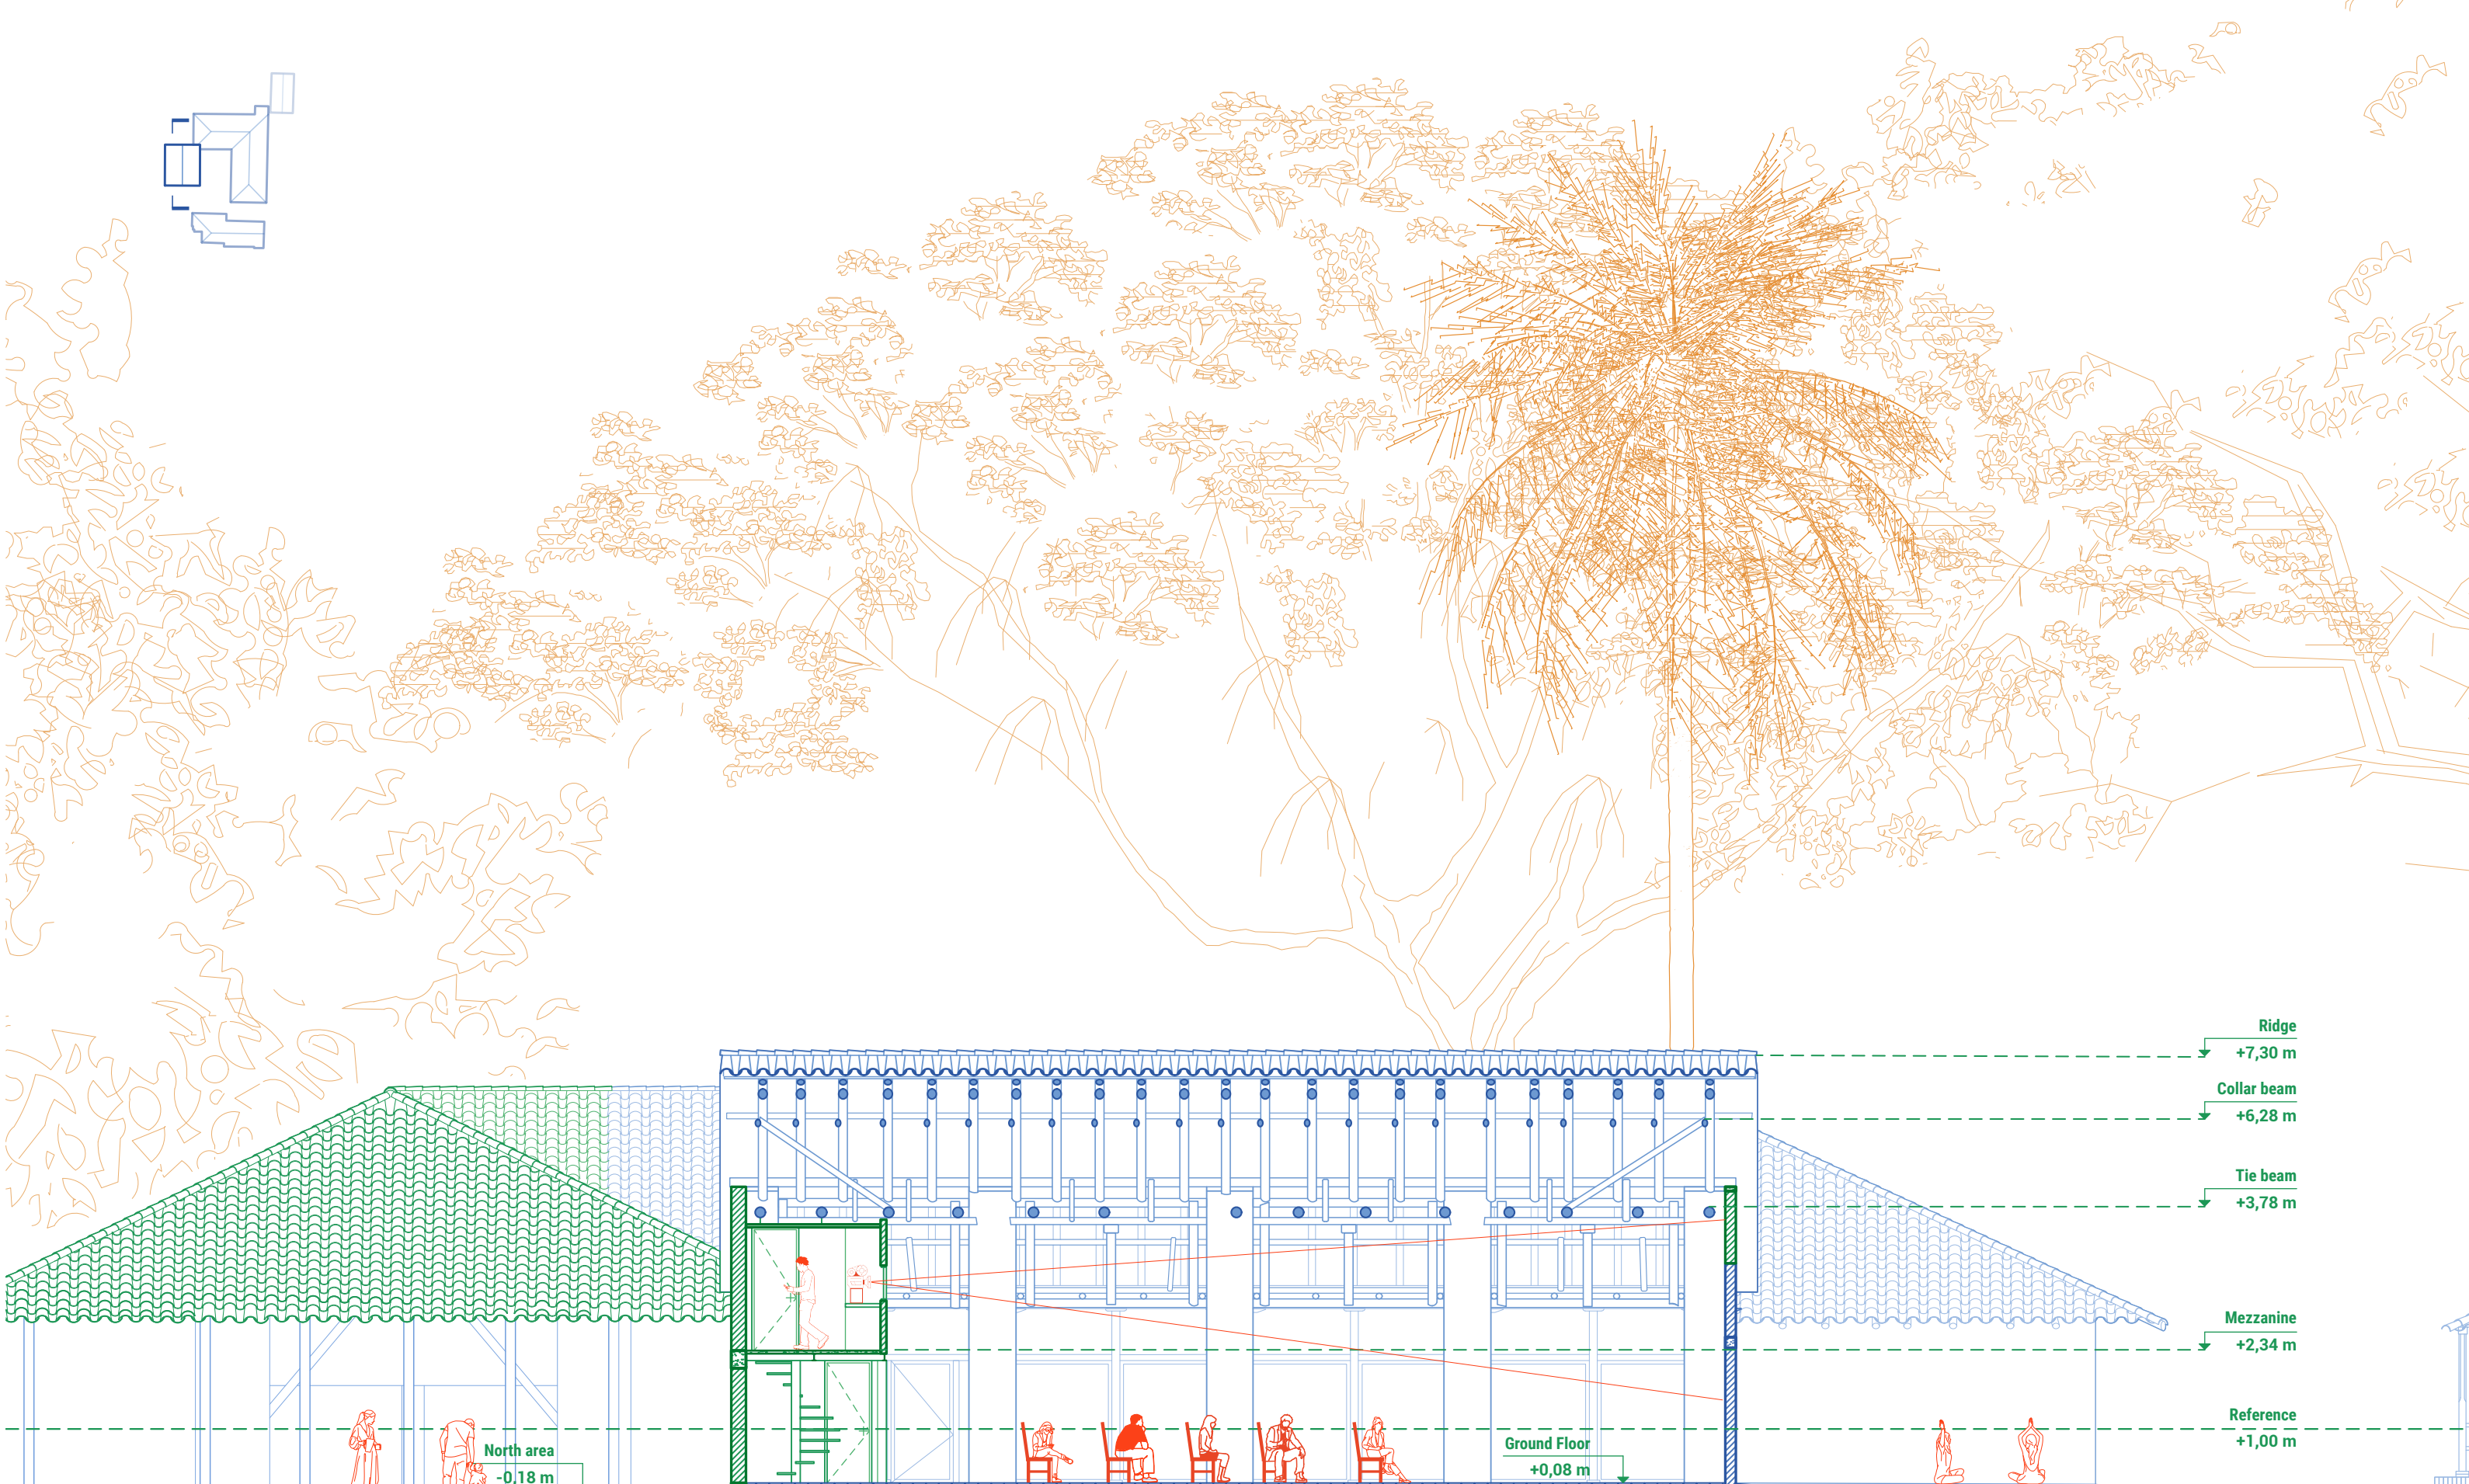 Ridge
+7,30 m
Collar beam
+6,28 m
Tie beam
+3,78 m
Mezzanine
+2,34 m
Reference
+1,00 m
Ground Floor
+0,08 m
North area
-0,18 m